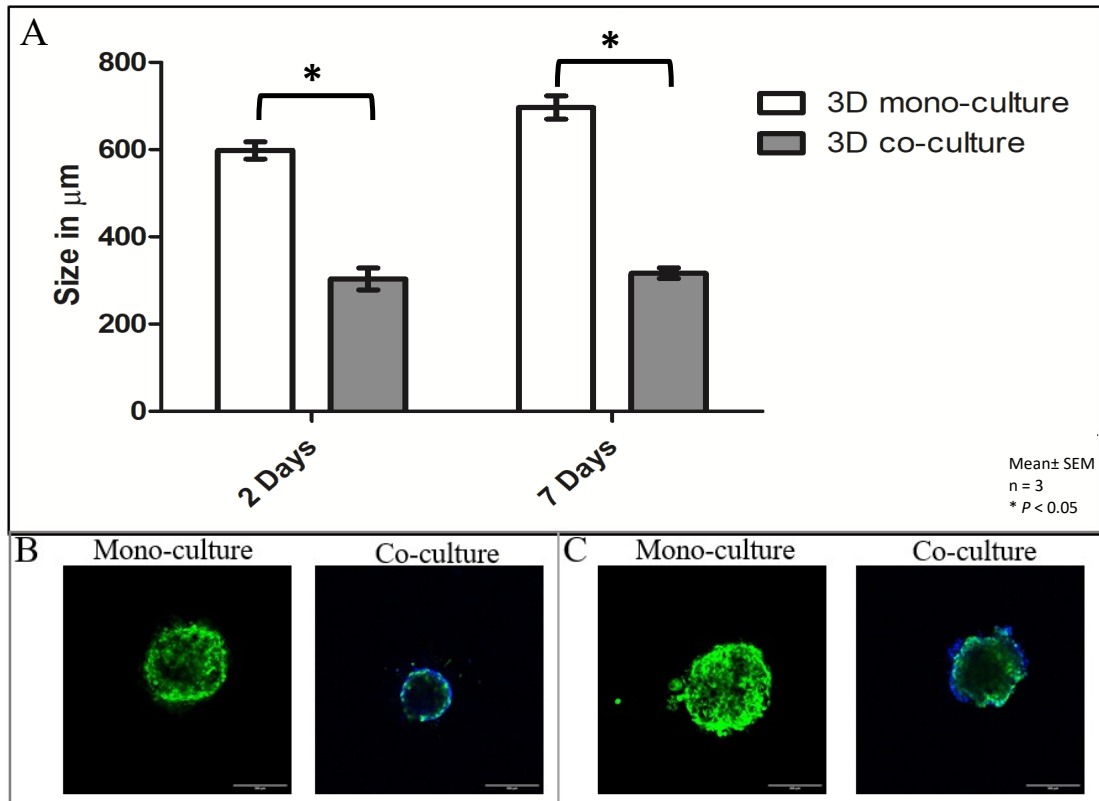 A
*
*
800
600
400
200
0
Size in μm
3D mono-culture
3D co-culture
2 Days
7 Days
Mean± SEM
n = 3
* P < 0.05
B
Mono-culture
Co-culture
C
Mono-culture
Co-culture